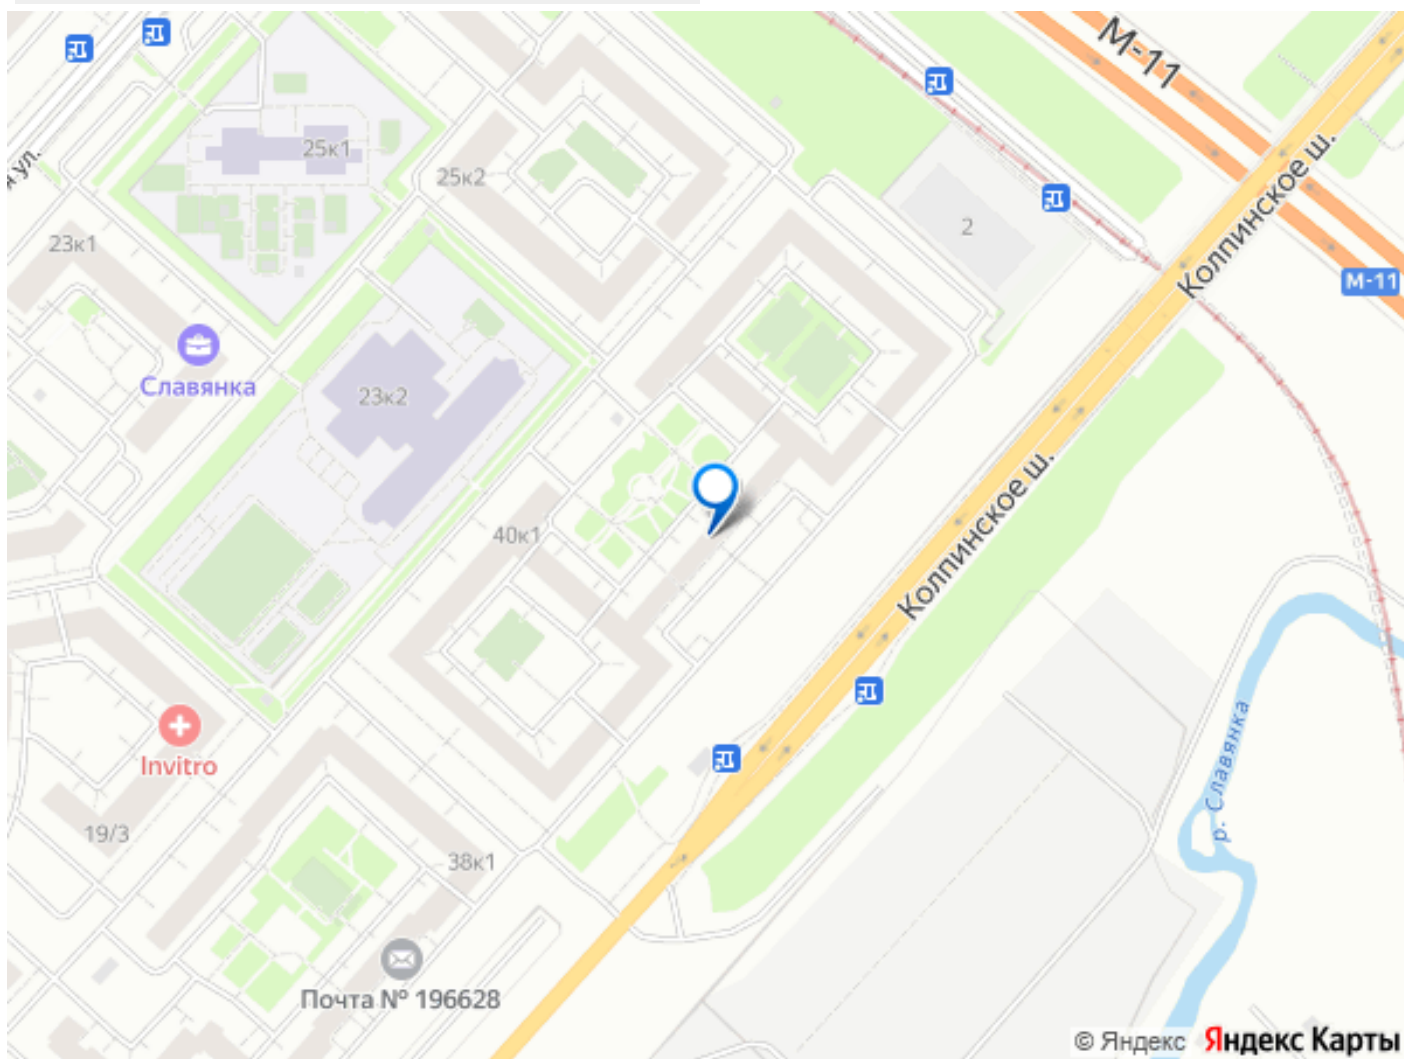 М-11
25к1
я ул.
25к2
2
23к1
Колпинское ш.
М-11
Славянка
23к2
Колпинское ш.
40к1
Invitro
р. Славянка
19/3
38к1
Почта № 196628
© Яндекс Яндекс Карты